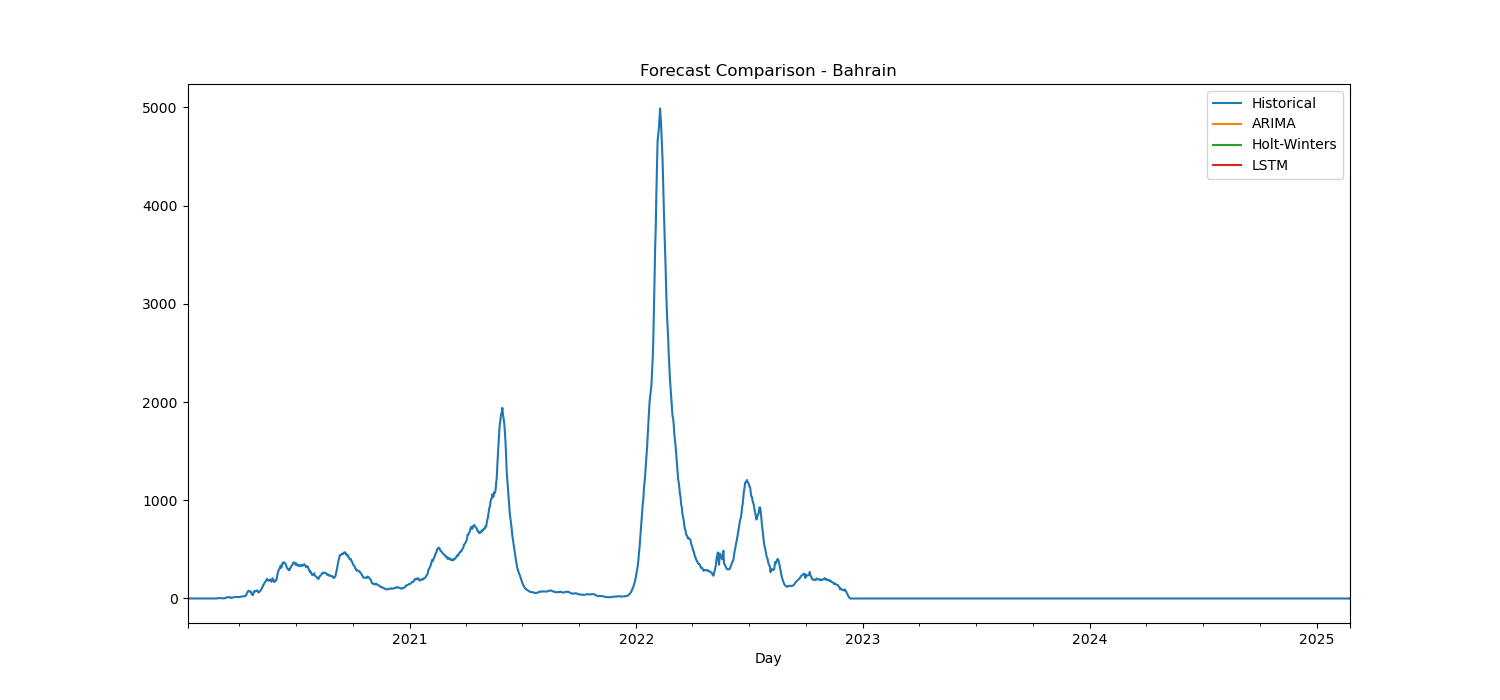 Forecast Comparison - Bahrain
Historical
ARIMA
Holt-Winters
LSTM
5000
4000
3000
2000
1000
0
2021 2022 2023 2024 2025
Day